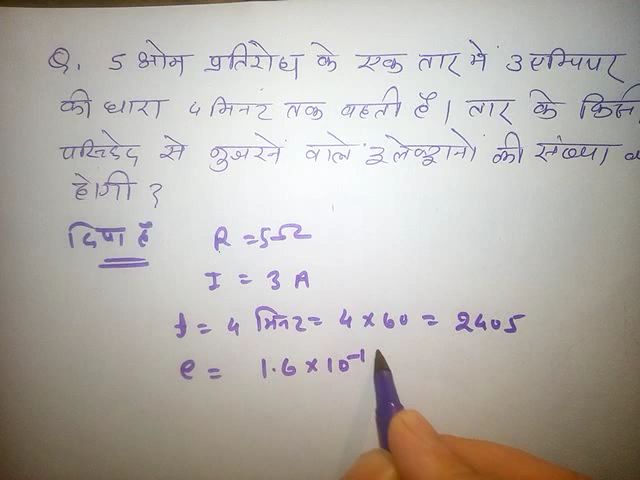 Q. 5 ओम प्रतिरोध के एक तार में 3 एम्पियर
की धारा 4 मिनट तक बहती है। तार के किसी
परिच्छेद से गुजरने वाले इलेक्ट्रानों की संख्या
होगी ?
दिया है R = 5Ω
I = 3 A
t = 4 मिनट = 4 × 60 = 240 s
e = 1.6 × 10⁻¹